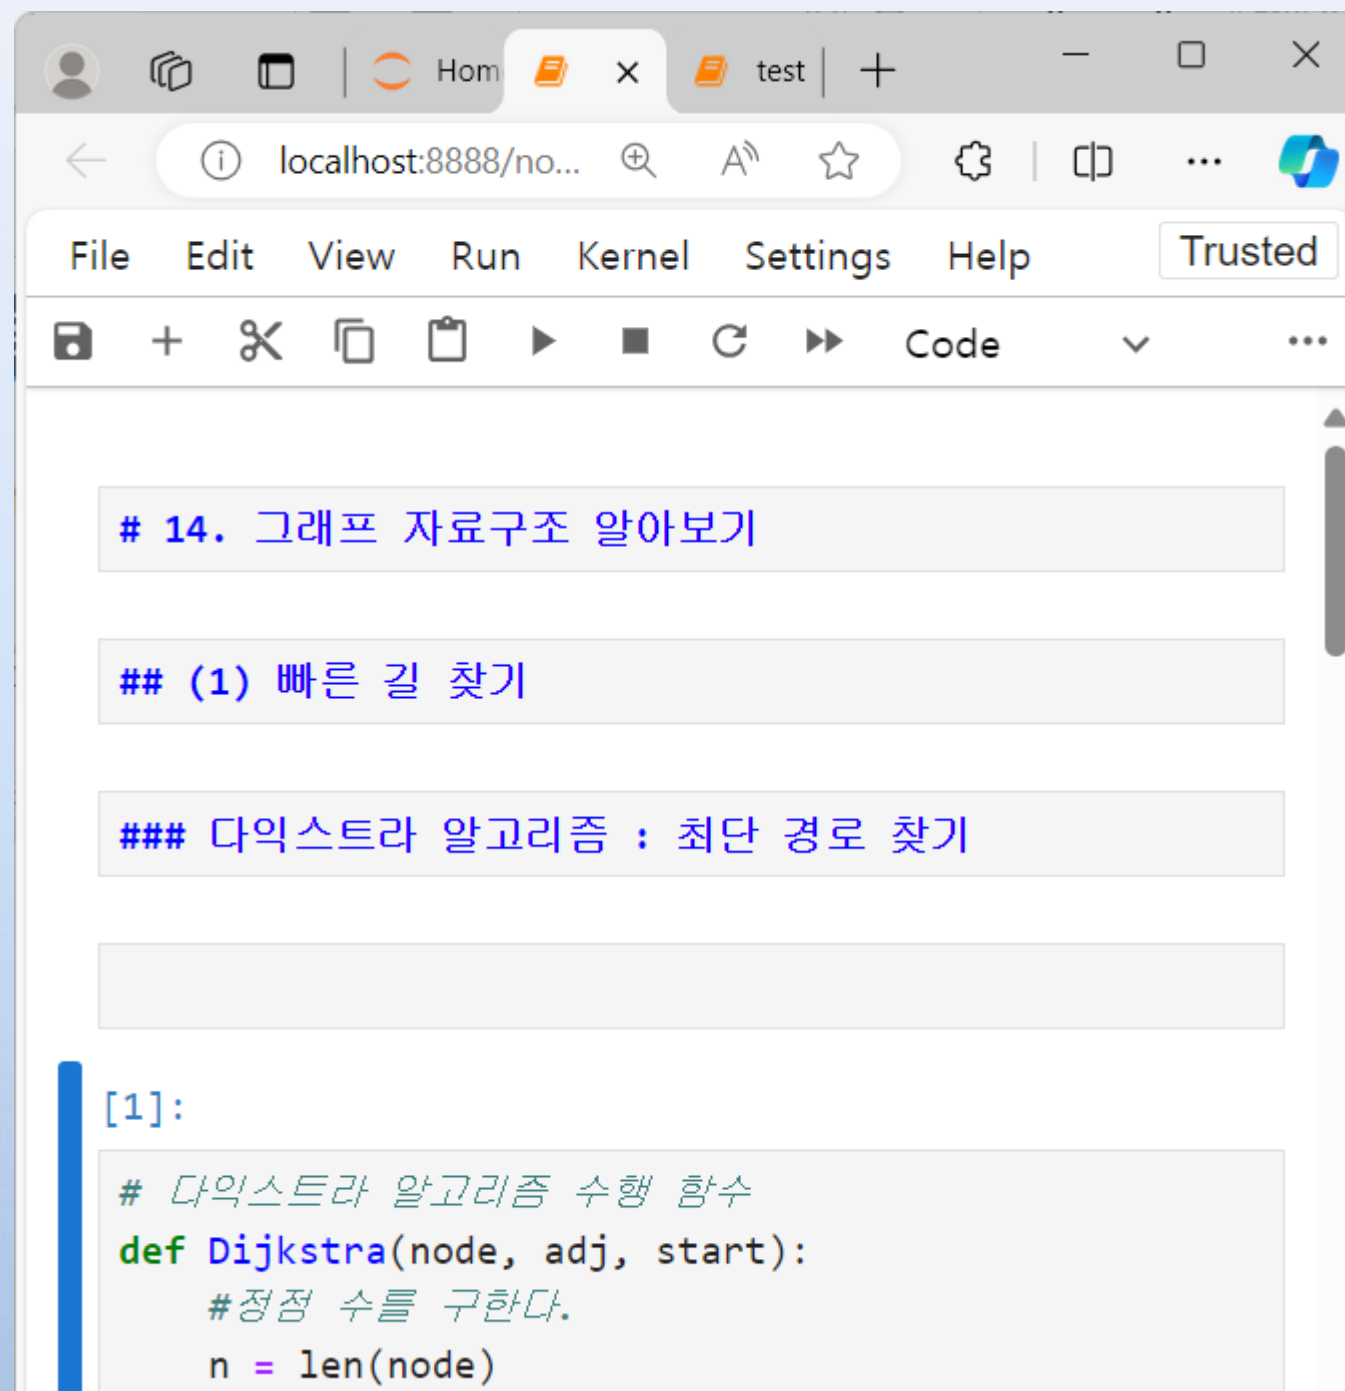 Hom
test
localhost:8888/no...
File Edit View Run Kernel Settings Help Trusted
Code
# 14. 그래프 자료구조 알아보기
## (1) 빠른 길 찾기
### 다익스트라 알고리즘 : 최단 경로 찾기
[1]:
# 다익스트라 알고리즘 수행 함수
def Dijkstra(node, adj, start):
#정점 수를 구한다.
n = len(node)